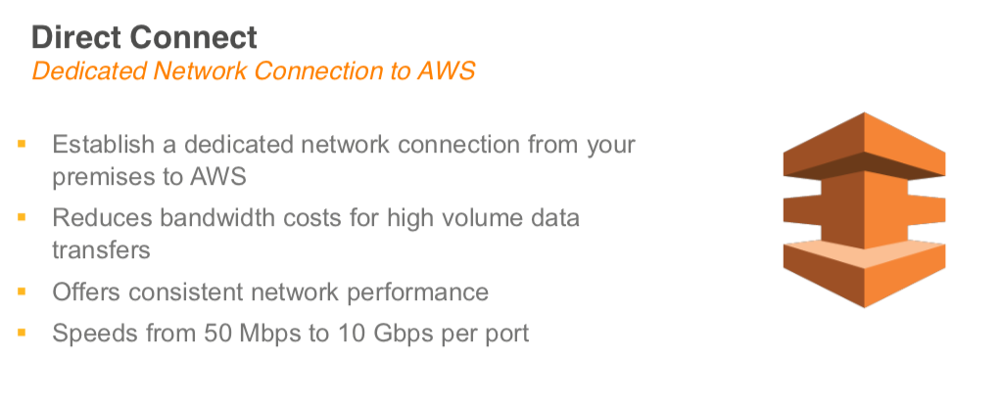 Direct Connect
Dedicated Network Connection to AWS
▪ Establish a dedicated network connection from your
premises to AWS
▪ Reduces bandwidth costs for high volume data
transfers
▪ Offers consistent network performance
▪ Speeds from 50 Mbps to 10 Gbps per port